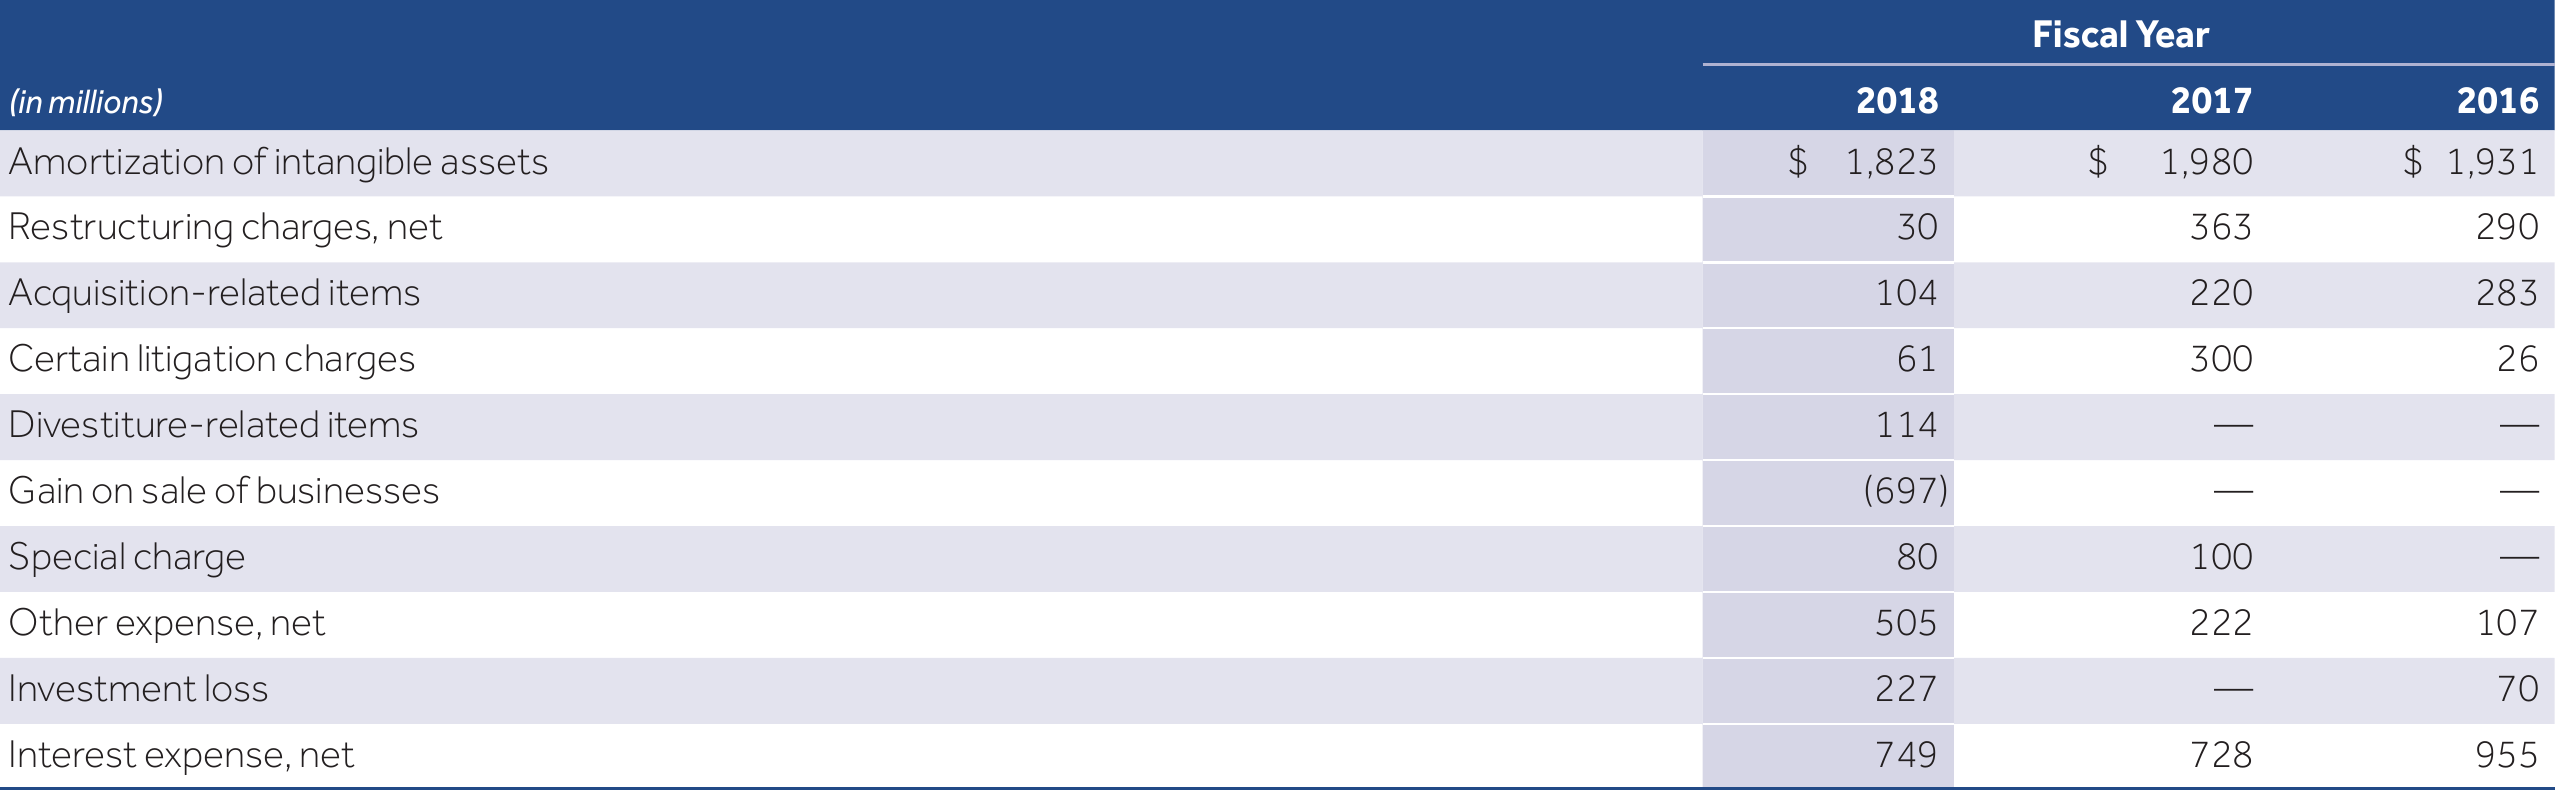 Fiscal Year
(in millions) 2018 2017 2016
Amortization of intangible assets $ 1,823 $ 1,980 $ 1,931
Restructuring charges, net 30 363 290
Acquisition-related items 104 220 283
Certain litigation charges 61 300 26
Divestiture-related items 114 — —
Gain on sale of businesses (697) — —
Special charge 80 100 —
Other expense, net 505 222 107
Investment loss 227 — 70
Interest expense, net 749 728 955